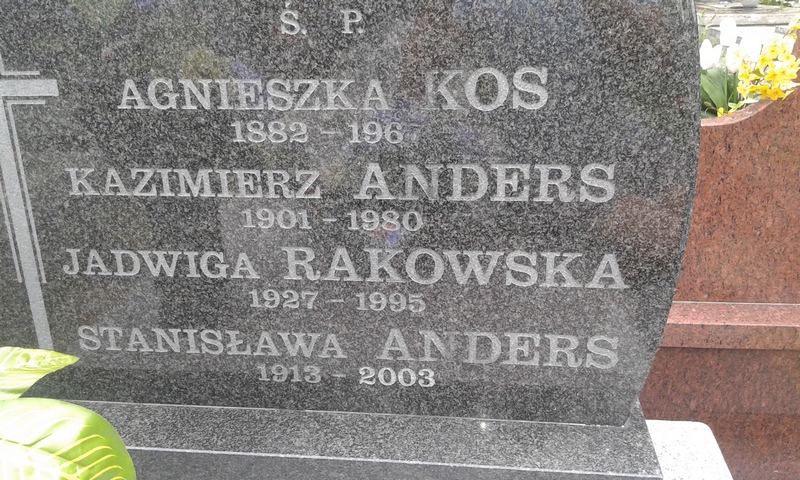 Ś. P.
AGNIESZKA KOS
1882 - 1967
KAZIMIERZ ANDERS
1901 - 1980
JADWIGA RAKOWSKA
1927 - 1995
STANISŁAWA ANDERS
1913 - 2003